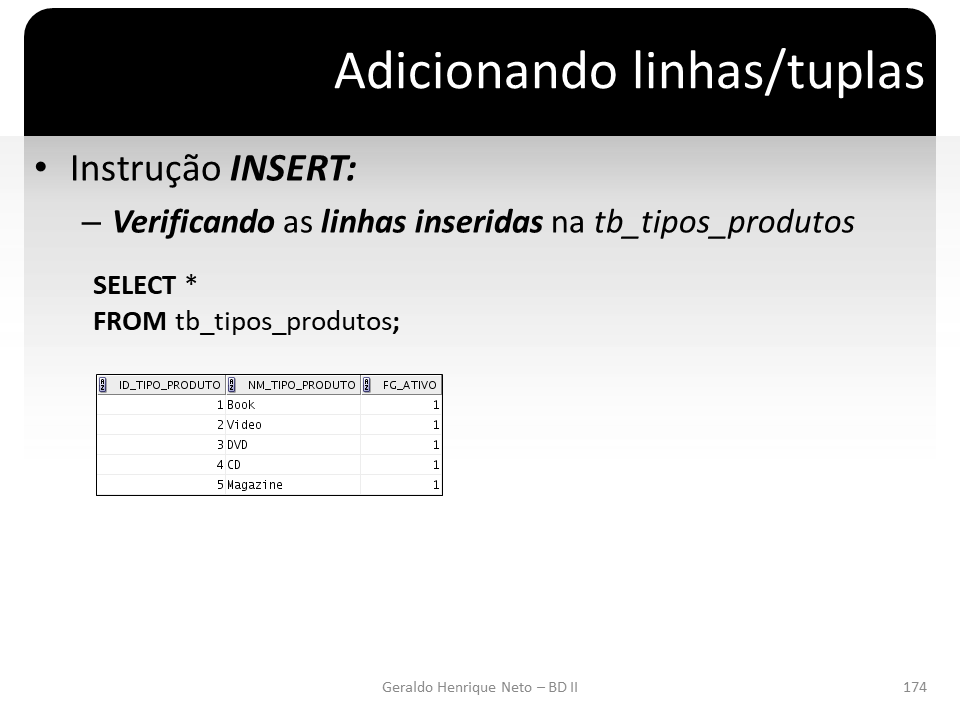 Adicionando linhas/tuplas
• Instrução INSERT:
– Verificando as linhas inseridas na tb_tipos_produtos
SELECT *
FROM tb_tipos_produtos;
ID_TIPO_PRODUTO NM_TIPO_PRODUTO FG_ATIVO
1 Book 1
2 Video 1
3 DVD 1
4 CD 1
5 Magazine 1
Geraldo Henrique Neto – BD II 174